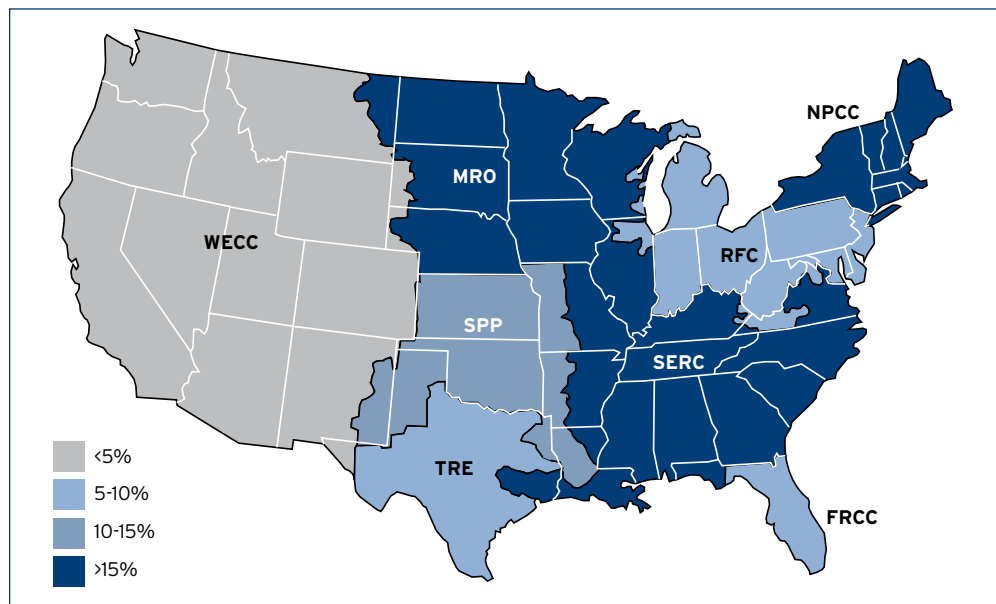 NPCC
MRO
WECC
RFC
SPP
SERC
<5%
5-10%
TRE
10-15%
FRCC
>15%